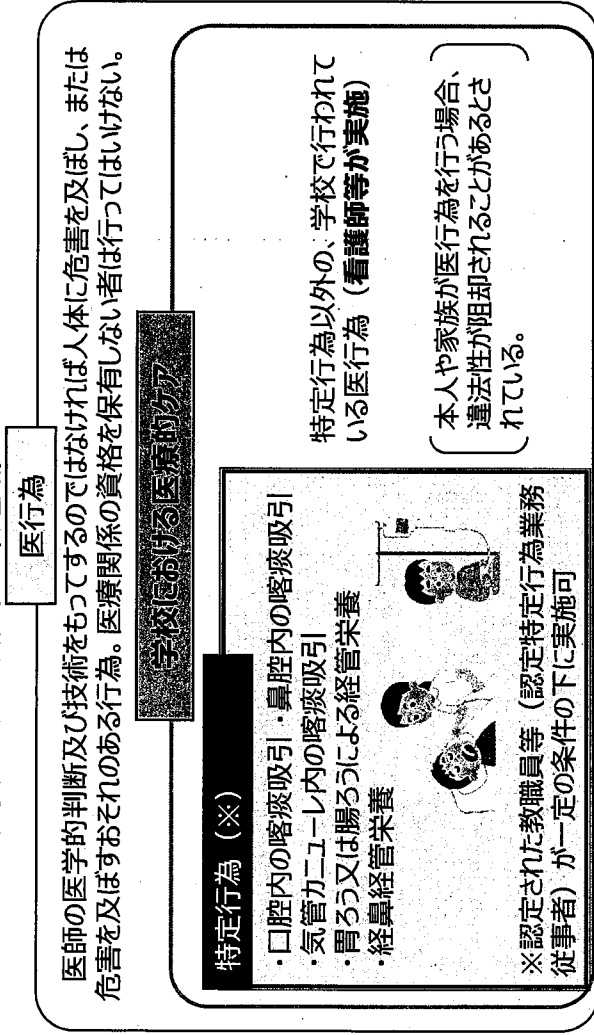 医行為
医師の医学的判断及び技術をもってするのではなければ人体に危害を及ぼし、または
危害を及ぼすおそれのある行為。医療関係の資格を保有しない者は行ってはいけない。
学校における医療的ケア
特定行為（※）
・口腔内の喀痰吸引・鼻腔内の喀痰吸引
・気管カニューレ内の喀痰吸引
・胃ろう又は腸ろうによる経管栄養
・経鼻経管栄養
※認定された教職員等（認定特定行為業務
従事者）が一定の条件の下に実施可
特定行為以外の、学校で行われて
いる医行為（看護師等が実施）
本人や家族が医行為を行う場合、
違法性が阻却されることがあるとさ
れている。